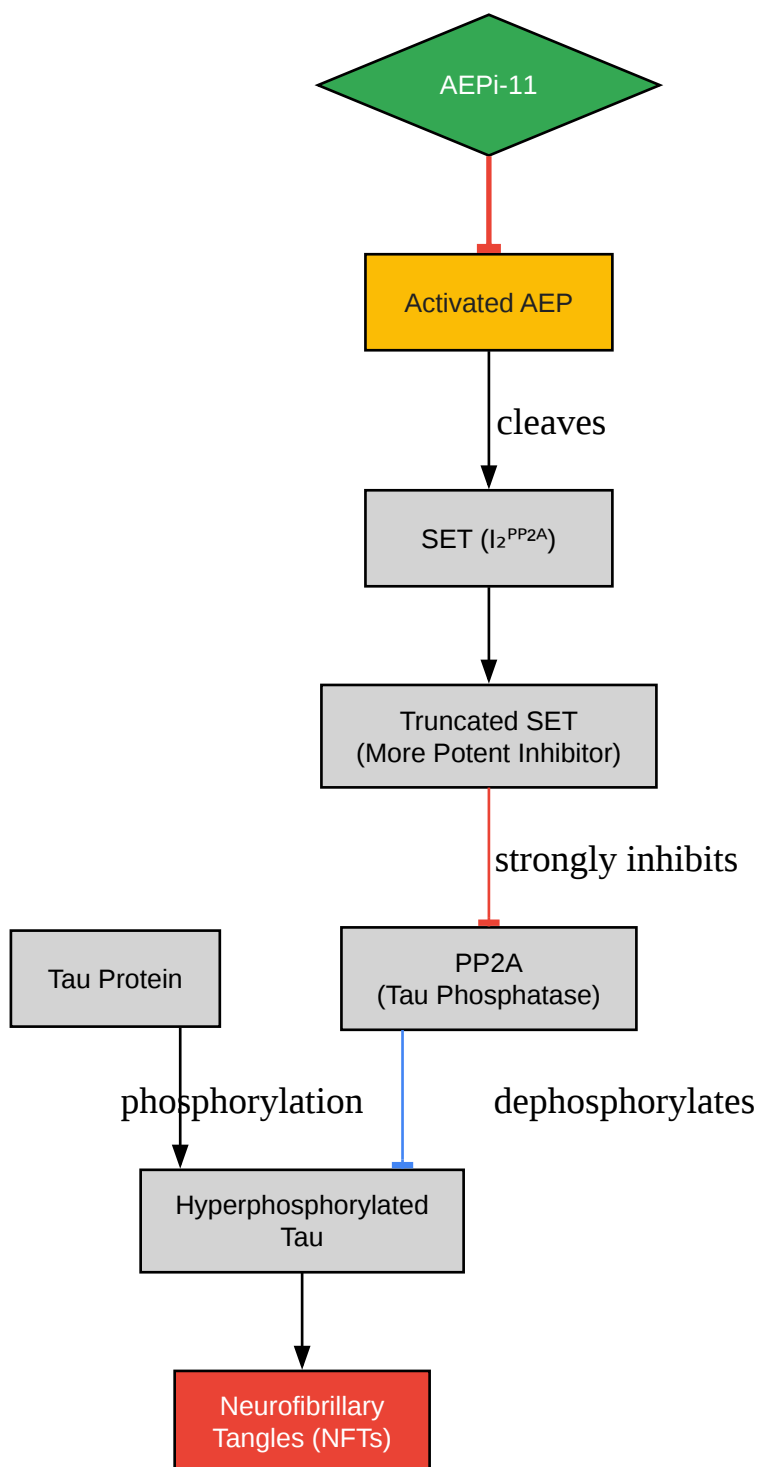 AEPi-11
Activated AEP
cleaves
SET (I₂ᴾᴾ²ᴬ)
Truncated SET
(More Potent Inhibitor)
strongly inhibits
Tau Protein
PP2A
(Tau Phosphatase)
phosphorylation
dephosphorylates
Hyperphosphorylated
Tau
Neurofibrillary
Tangles (NFTs)